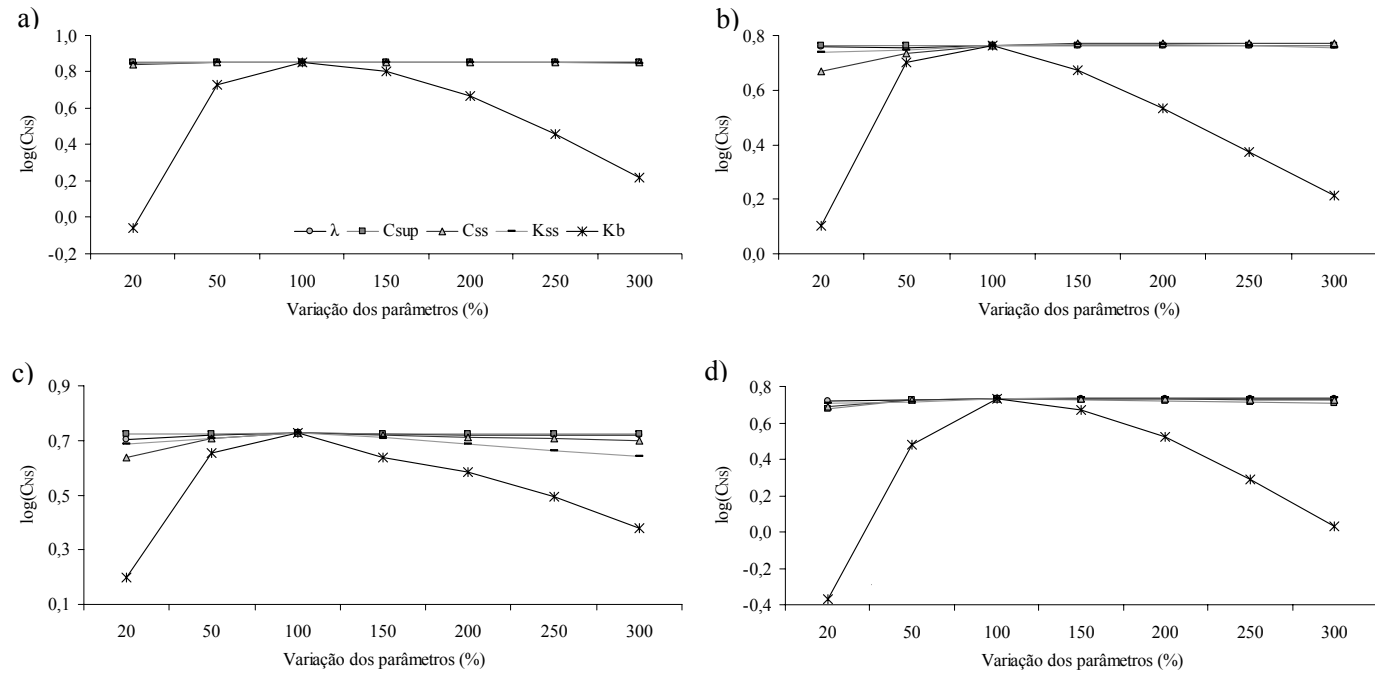 a)
1,0
0,8
0,6
0,4
0,2
0,0
-0,2
log(CNS)
λ Csup Css Kss Kb
20 50 100 150 200 250 300
Variação dos parâmetros (%)
b)
0,8
0,6
0,4
0,2
0,0
log(CNS)
20 50 100 150 200 250 300
Variação dos parâmetros (%)
c)
0,9
0,7
0,5
0,3
0,1
log(CNS)
20 50 100 150 200 250 300
Variação dos parâmetros (%)
d)
0,8
0,6
0,4
0,2
0,0
-0,2
-0,4
log(CNS)
20 50 100 150 200 250 300
Variação dos parâmetros (%)